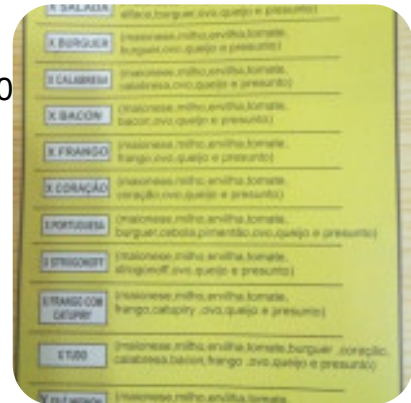 X SALADA
alface,burguer,ovo,queijo e presunto)
X BURGUER
(maionese,milho,ervilha,tomate,
burguer,ovo,queijo e presunto)
0
X CALABRESA
(maionese,milho,ervilha,tomate,
calabresa,ovo,queijo e presunto)
X BACON
(maionese,milho,ervilha,tomate,
bacon,ovo,queijo e presunto)
X FRANGO
(maionese,milho,ervilha,tomate,
frango,ovo,queijo e presunto)
X CORAÇÃO
(maionese,milho,ervilha,tomate,
coração,ovo,queijo e presunto)
X PORTUGUESA
(maionese,milho,ervilha,tomate,
burguer,cebola,pimentão,ovo,queijo e presunto)
X STROGONOFF
(maionese,milho,ervilha,tomate,
strogonoff,ovo,queijo e presunto)
X FRANGO COM
CATUPIRY
(maionese,milho,ervilha,tomate,
frango,catupiry ,ovo,queijo e presunto)
X TUDO
(maionese,milho,ervilha,tomate,burguer ,coração,
calabresa,bacon,frango ,ovo,queijo e presunto)
(maionese,milho,ervilha,tomate,